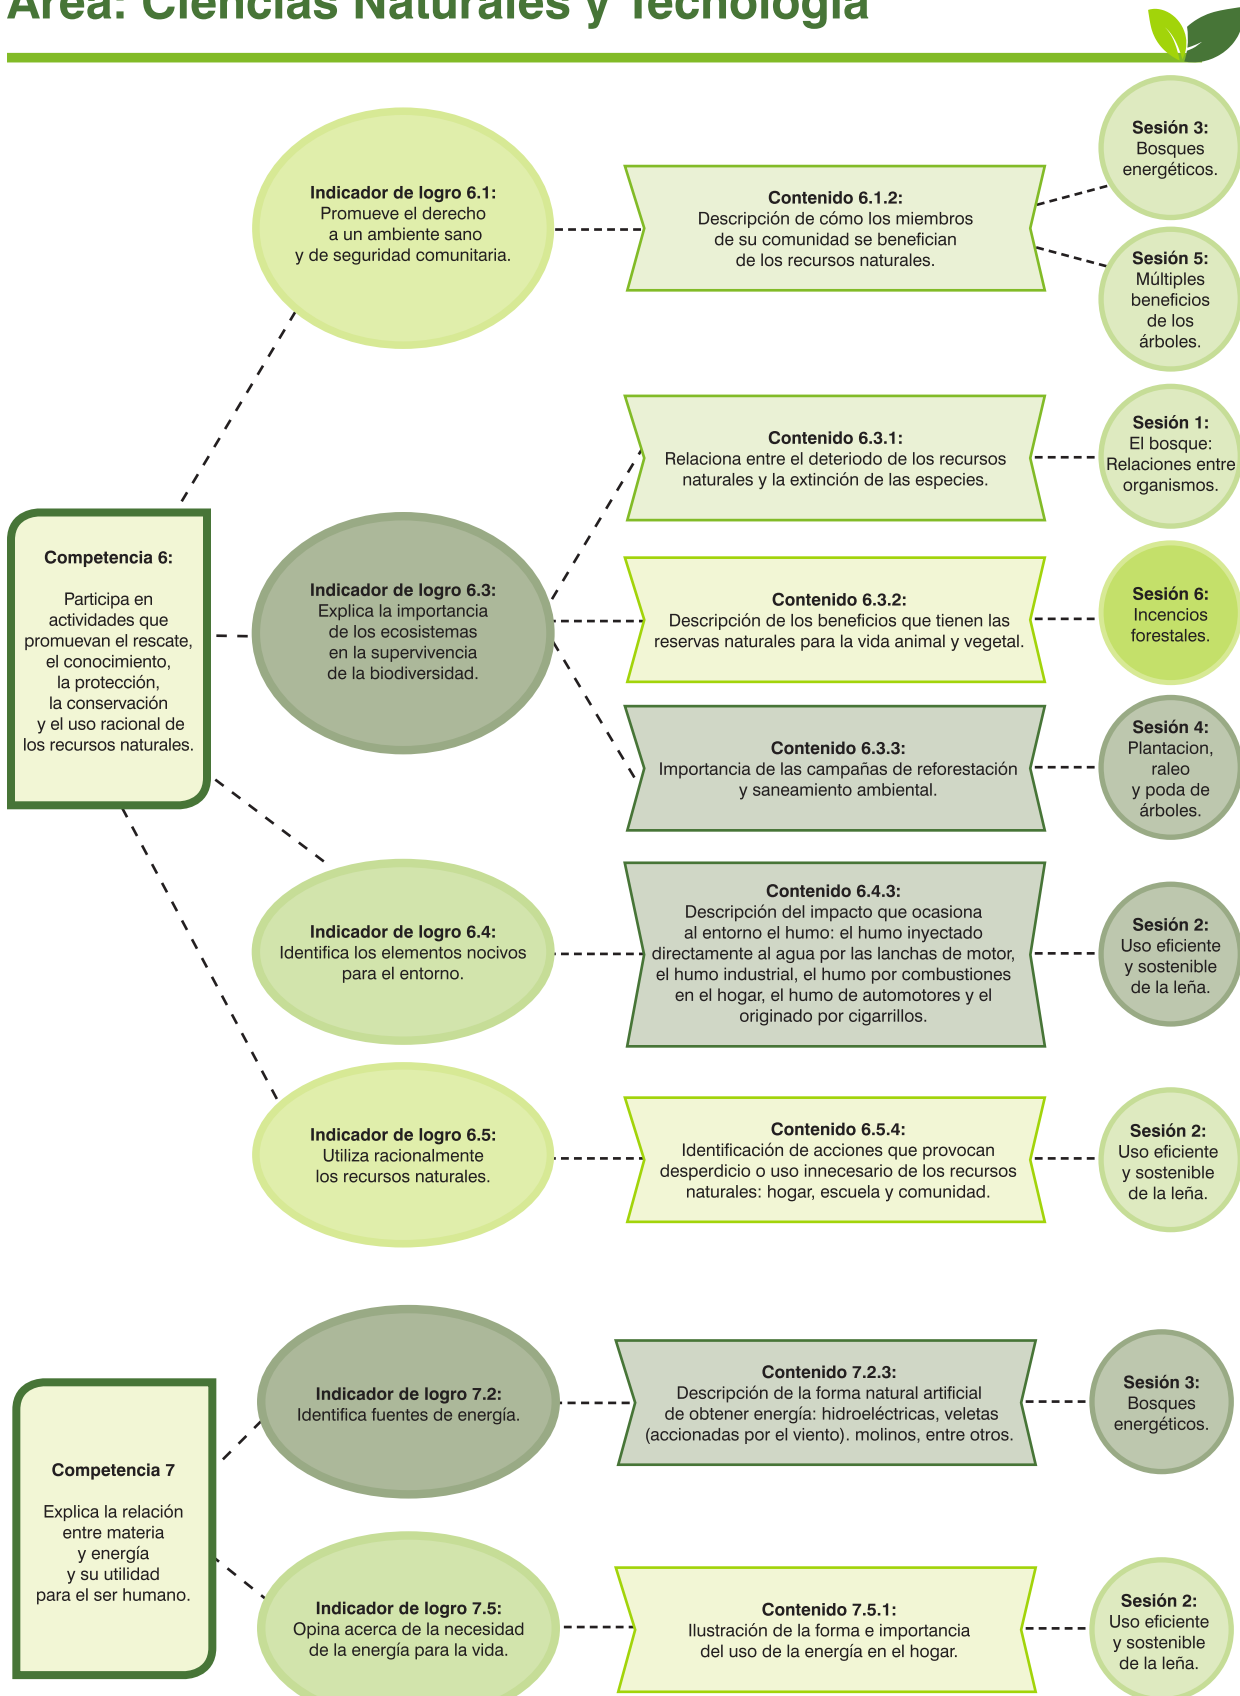 Área: Ciencias Naturales y Tecnología
Indicador de logro 6.1:
Promueve el derecho
a un ambiente sano
y de seguridad comunitaria.
Contenido 6.1.2:
Descripción de cómo los miembros
de su comunidad se benefician
de los recursos naturales.
Sesión 3:
Bosques
energéticos.
Sesión 5:
Múltiples
beneficios
de los
árboles.
Competencia 6:
Participa en
actividades que
promuevan el rescate,
el conocimiento,
la protección,
la conservación
y el uso racional de
los recursos naturales.
Indicador de logro 6.3:
Explica la importancia
de los ecosistemas
en la supervivencia
de la biodiversidad.
Contenido 6.3.1:
Relaciona entre el deteriodo de los recursos
naturales y la extinción de las especies.
Sesión 1:
El bosque:
Relaciones entre
organismos.
Contenido 6.3.2:
Descripción de los beneficios que tienen las
reservas naturales para la vida animal y vegetal.
Sesión 6:
Incencios
forestales.
Contenido 6.3.3:
Importancia de las campañas de reforestación
y saneamiento ambiental.
Sesión 4:
Plantacion,
raleo
y poda de
árboles.
Indicador de logro 6.4:
Identifica los elementos nocivos
para el entorno.
Contenido 6.4.3:
Descripción del impacto que ocasiona
al entorno el humo: el humo inyectado
directamente al agua por las lanchas de motor,
el humo industrial, el humo por combustiones
en el hogar, el humo de automotores y el
originado por cigarrillos.
Sesión 2:
Uso eficiente
y sostenible
de la leña.
Indicador de logro 6.5:
Utiliza racionalmente
los recursos naturales.
Contenido 6.5.4:
Identificación de acciones que provocan
desperdicio o uso innecesario de los recursos
naturales: hogar, escuela y comunidad.
Sesión 2:
Uso eficiente
y sostenible
de la leña.
Competencia 7
Explica la relación
entre materia
y energía
y su utilidad
para el ser humano.
Indicador de logro 7.2:
Identifica fuentes de energía.
Contenido 7.2.3:
Descripción de la forma natural artificial
de obtener energía: hidroeléctricas, veletas
(accionadas por el viento). molinos, entre otros.
Sesión 3:
Bosques
energéticos.
Indicador de logro 7.5:
Opina acerca de la necesidad
de la energía para la vida.
Contenido 7.5.1:
Ilustración de la forma e importancia
del uso de la energía en el hogar.
Sesión 2:
Uso eficiente
y sostenible
de la leña.